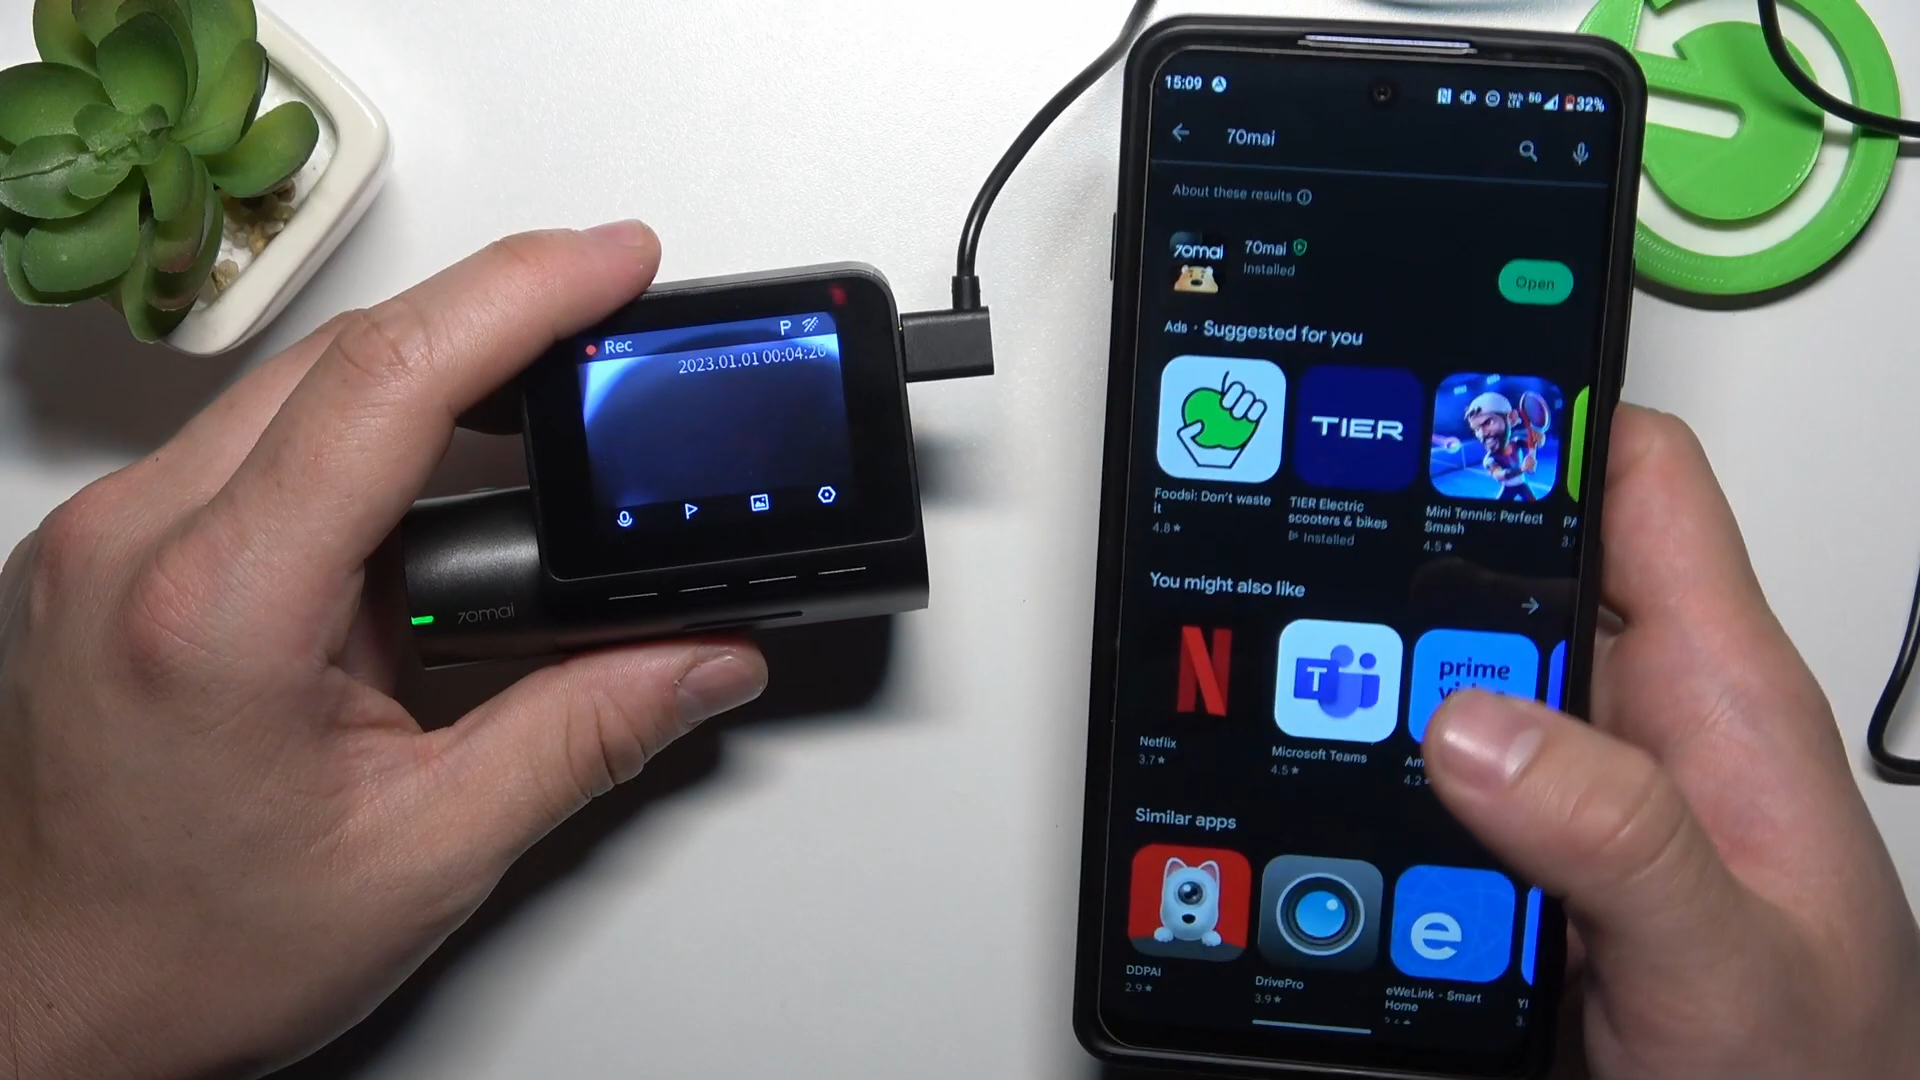 Rec
P
2023.01.01 00:04:20
70mai
15:09
5G
32%
70mai
About these results
70mai
70mai
Installed
Open
Ads · Suggested for you
TIER
Foodsi: Don't waste
it
4.8★
TIER Electric
scooters & bikes
Installed
Mini Tennis: Perfect
Smash
4.5★
You might also like
N
T
prime
Netflix
3.7★
Microsoft Teams
4.5★
Am
4.2★
Similar apps
e
DDPAI
2.9★
DrivePro
3.9★
eWeLink - Smart
Home